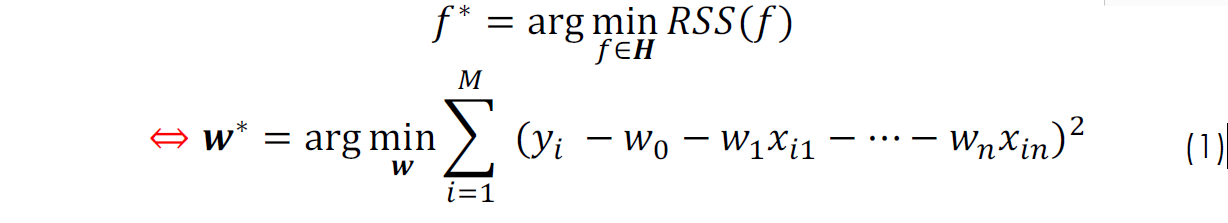 f* = arg min_{f∈H} RSS(f)
⇔ w* = arg min_w ∑_{i=1}^{M} (y_i − w_0 − w_1x_{i1} − ⋯ − w_nx_{in})^2 (1)